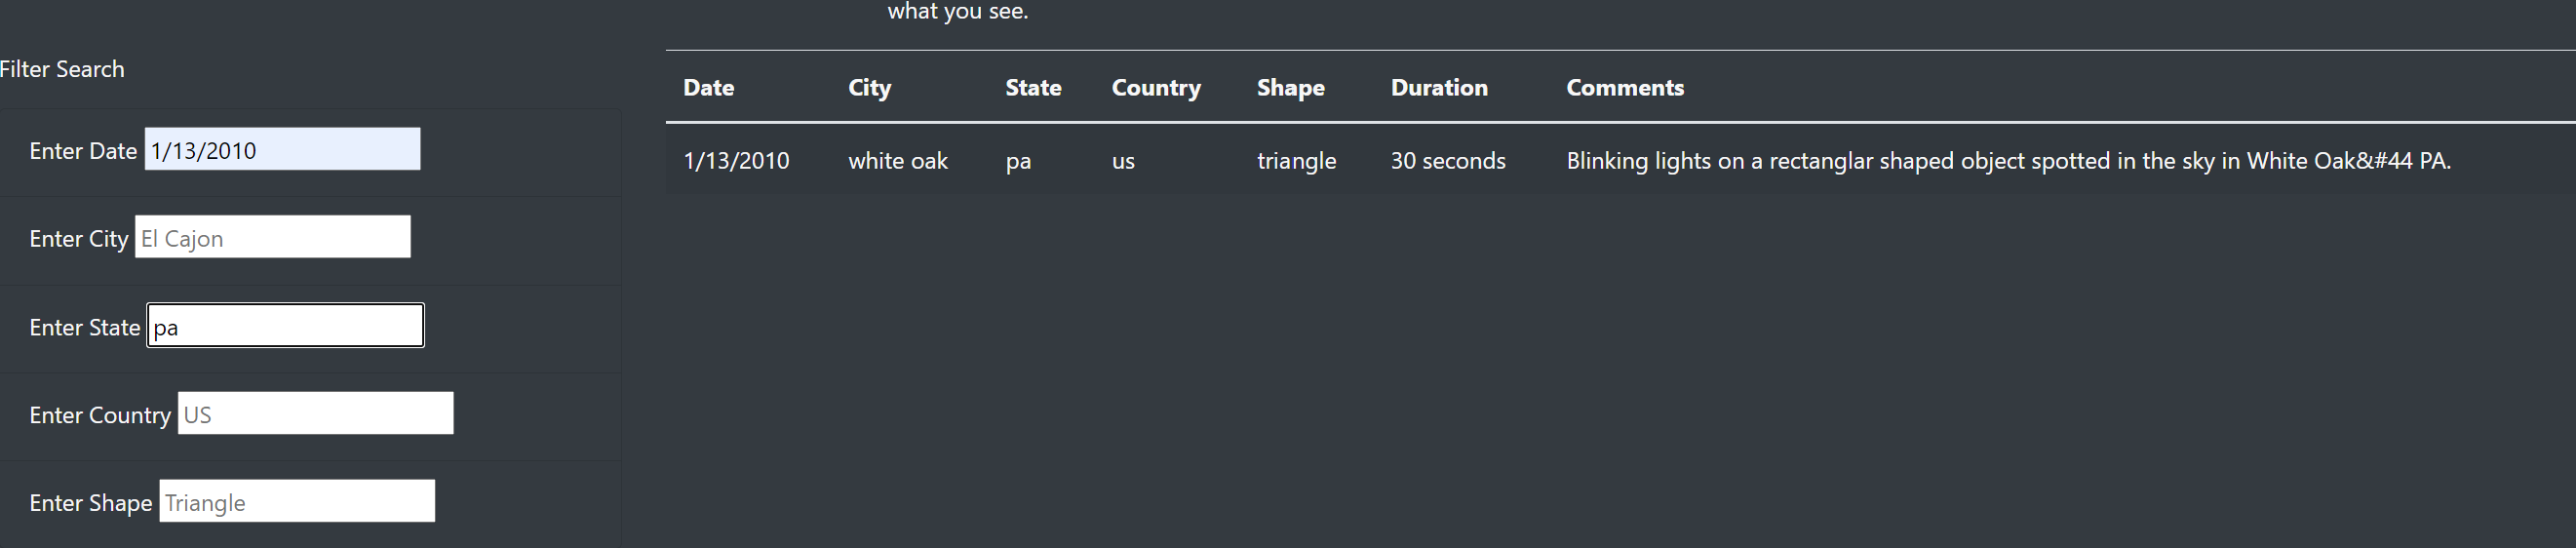 what you see.
Filter Search
Date City State Country Shape Duration Comments
Enter Date 1/13/2010
1/13/2010 white oak pa us triangle 30 seconds Blinking lights on a rectanglar shaped object spotted in the sky in White Oak&#44 PA.
Enter City El Cajon
Enter State pa
Enter Country US
Enter Shape Triangle